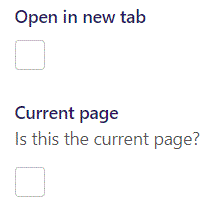 Open in new tab
Current page
Is this the current page?